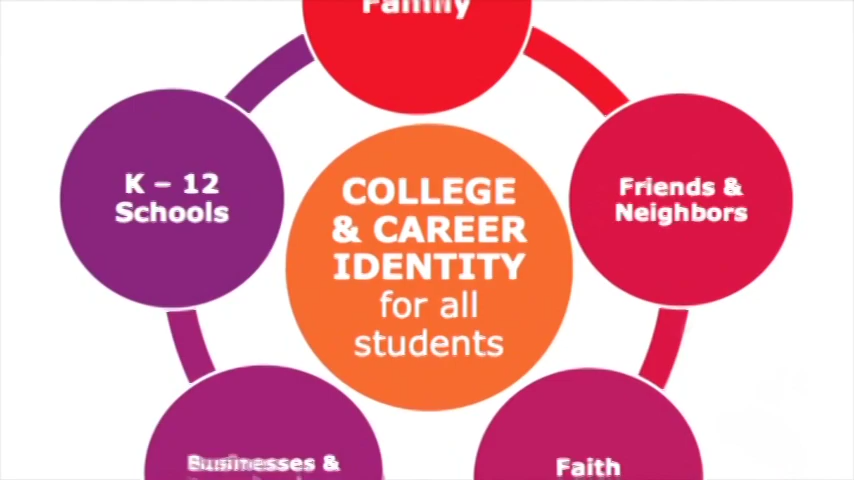 Family
K – 12
Schools
Friends &
Neighbors
COLLEGE
& CAREER
IDENTITY
for all
students
Businesses &
Faith